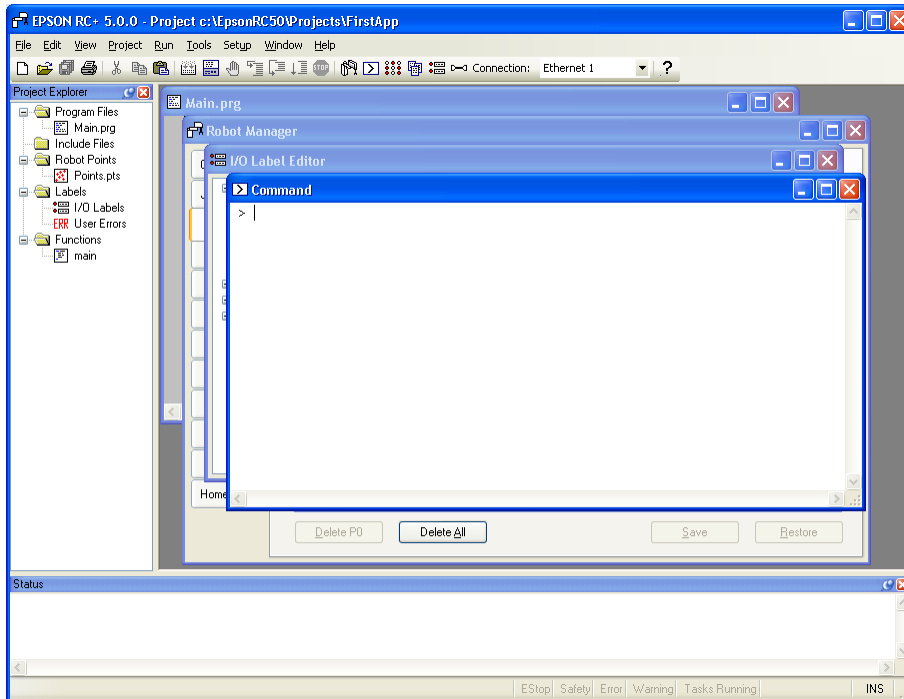 EPSON RC+ 5.0.0 - Project c:\EpsonRC50\Projects\FirstApp
File Edit View Project Run Tools Setup Window Help
STOP Connection: Ethernet 1 ?
Project Explorer
Program Files
Main.prg
Include Files
Robot Points
Points.pts
Labels
I/O Labels
ERR User Errors
Functions
main
Main.prg
Robot Manager
I/O Label Editor
Command
>
Home
Delete P0 Delete All Save Restore
Status
EStop Safety Error Warning Tasks Running INS